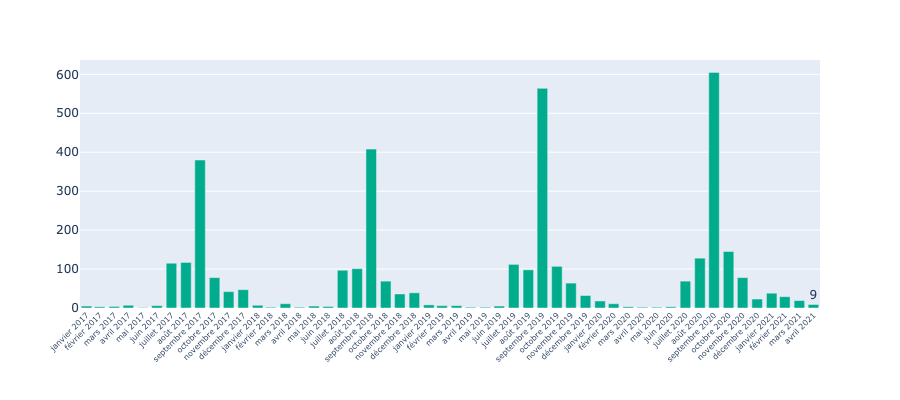 600
500
400
300
200
100
0
9
janvier 2017
février 2017
mars 2017
avril 2017
mai 2017
juin 2017
juillet 2017
août 2017
septembre 2017
octobre 2017
novembre 2017
décembre 2017
janvier 2018
février 2018
mars 2018
avril 2018
mai 2018
juin 2018
juillet 2018
août 2018
septembre 2018
octobre 2018
novembre 2018
décembre 2018
janvier 2019
février 2019
mars 2019
avril 2019
mai 2019
juin 2019
juillet 2019
août 2019
septembre 2019
octobre 2019
novembre 2019
décembre 2019
janvier 2020
février 2020
mars 2020
avril 2020
mai 2020
juin 2020
juillet 2020
août 2020
septembre 2020
octobre 2020
novembre 2020
décembre 2020
janvier 2021
février 2021
mars 2021
avril 2021